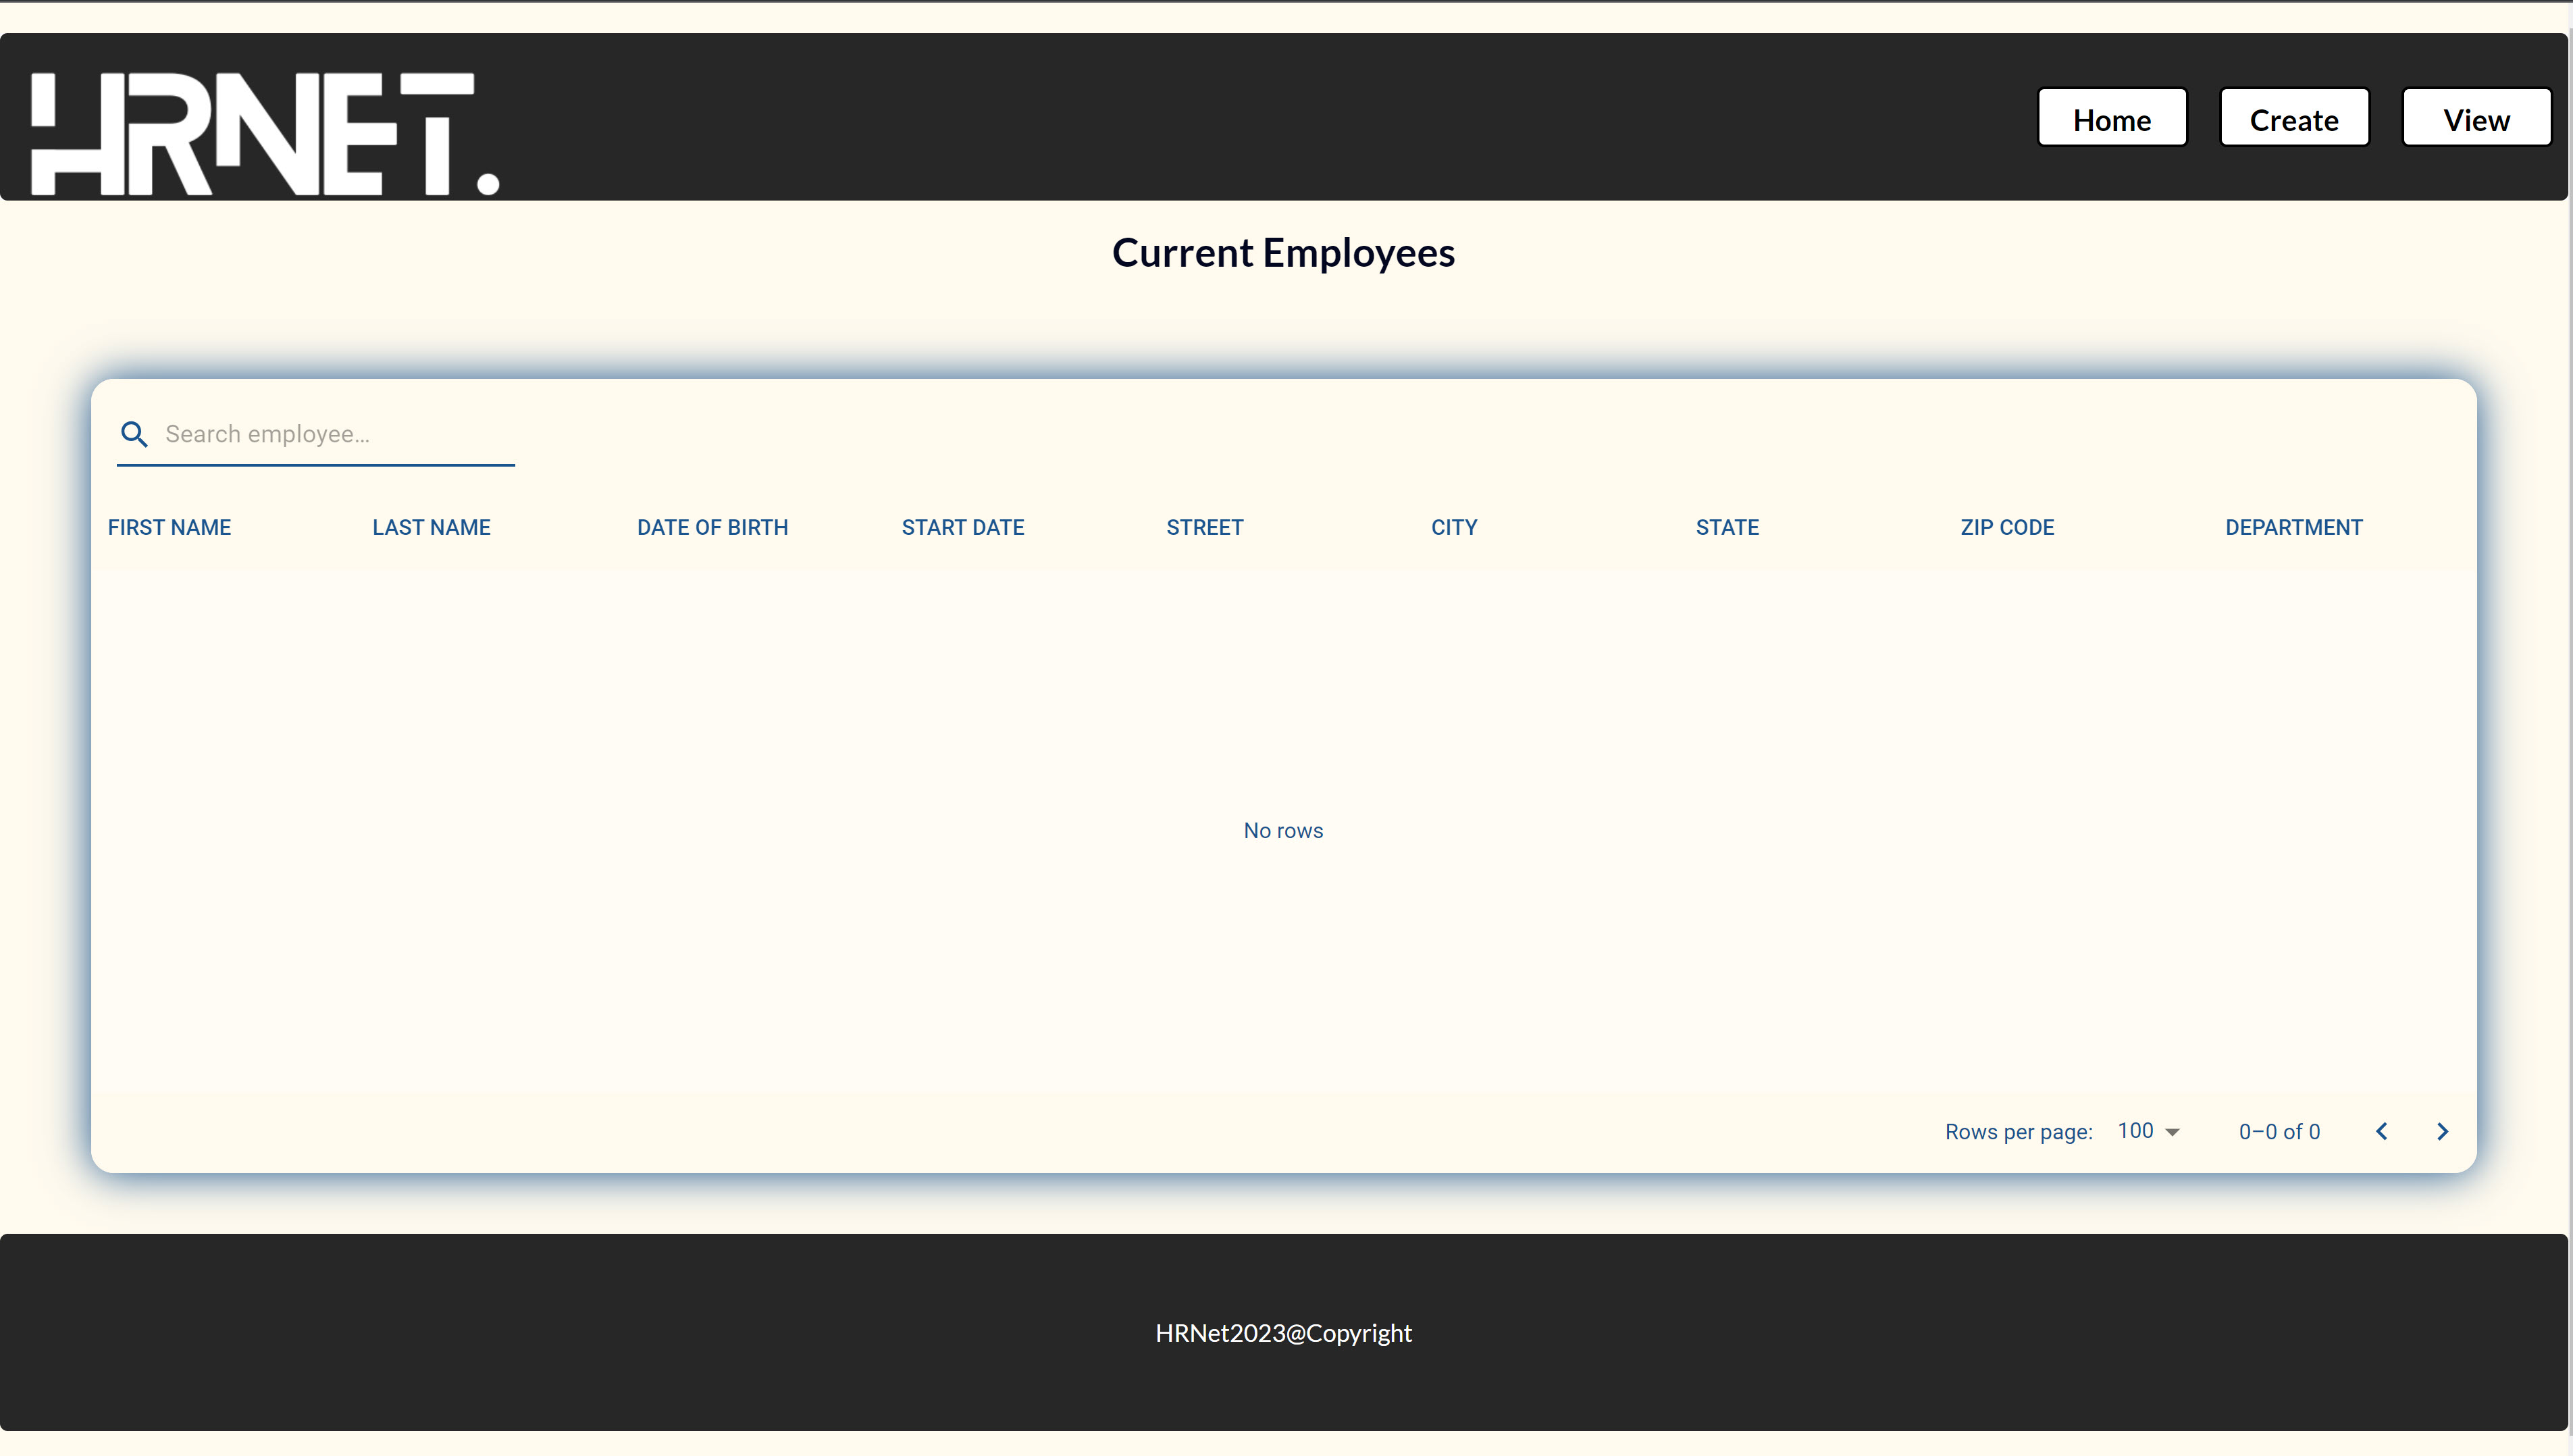 HRNET.
Home Create View
Current Employees
Search employee...
FIRST NAME LAST NAME DATE OF BIRTH START DATE STREET CITY STATE ZIP CODE DEPARTMENT
No rows
Rows per page: 100 0–0 of 0
HRNet2023@Copyright